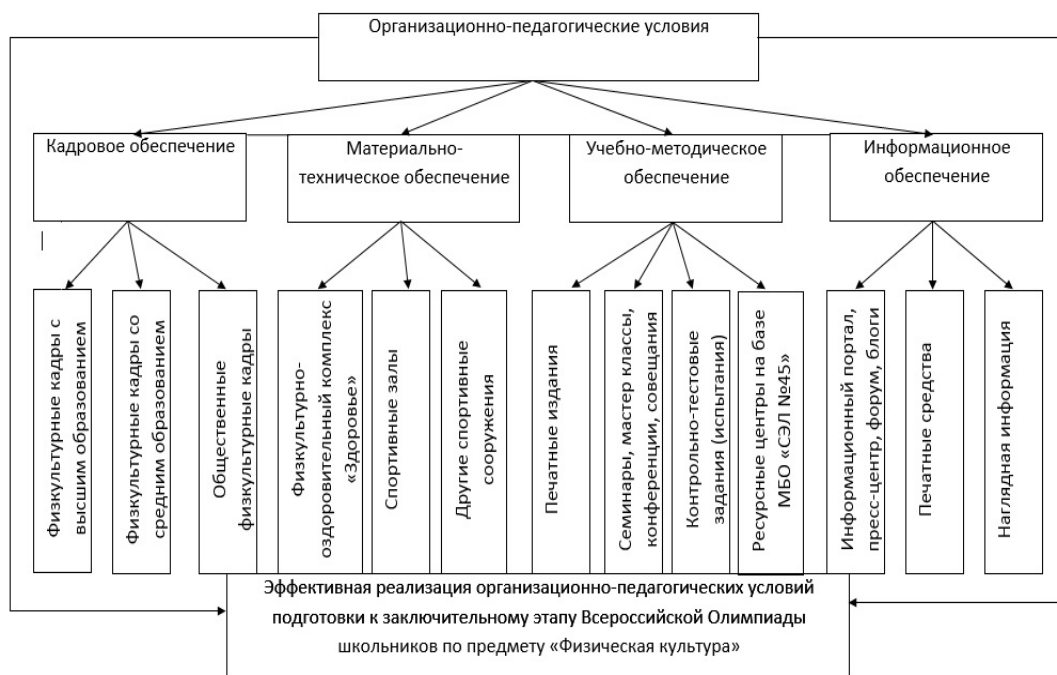 Организационно-педагогические условия
Кадровое обеспечение
Материально-
техническое обеспечение
Учебно-методическое
обеспечение
Информационное
обеспечение
Физкультурные кадры с
высшим образованием
Физкультурные кадры со
средним образованием
Общественные
физкультурные кадры
Физкультурно-
оздоровительный комплекс
«Здоровье»
Спортивные залы
Другие спортивные
сооружения
Печатные издания
Семинары, мастер классы,
конференции, совещания
Контрольно-тестовые
задания (испытания)
Ресурсные центры на базе
МБО «СЭЛ №45»
Информационный портал,
пресс-центр, форум, блоги
Печатные средства
Наглядная информация
Эффективная реализация организационно-педагогических условий
подготовки к заключительному этапу Всероссийской Олимпиады
школьников по предмету «Физическая культура»